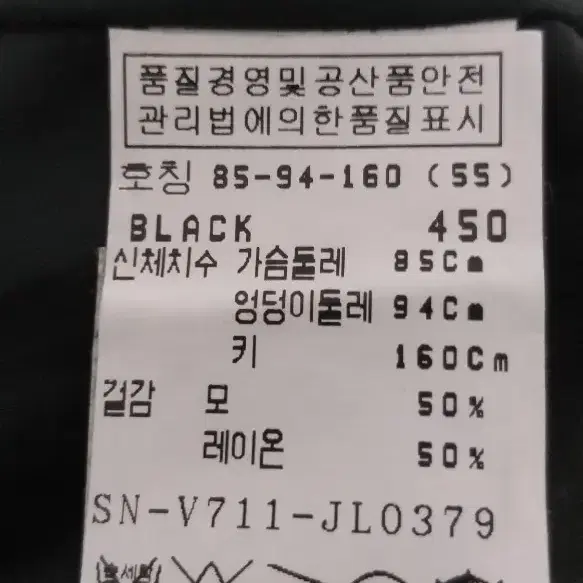 품질경영및공산품안전
관리법에의한품질표시
호칭 85-94-160 (55)
BLACK 450
신체치수 가슴둘레 85Cm
엉덩이둘레 94Cm
키 160Cm
겉감 모 50%
레이온 50%
SN-V711-JL0379